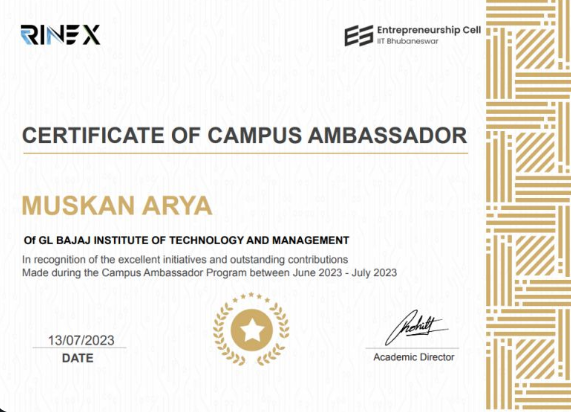 RINEX
Entrepreneurship Cell
IIT Bhubaneswar
CERTIFICATE OF CAMPUS AMBASSADOR
MUSKAN ARYA
Of GL BAJAJ INSTITUTE OF TECHNOLOGY AND MANAGEMENT
In recognition of the excellent initiatives and outstanding contributions
Made during the Campus Ambassador Program between June 2023 - July 2023
13/07/2023
DATE
Academic Director